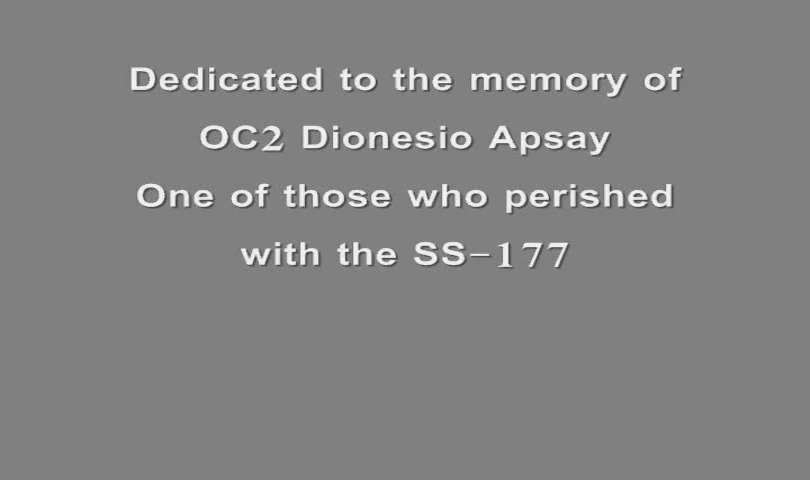 Dedicated to the memory of
OC2 Dionesio Apsay
One of those who perished
with the SS-177